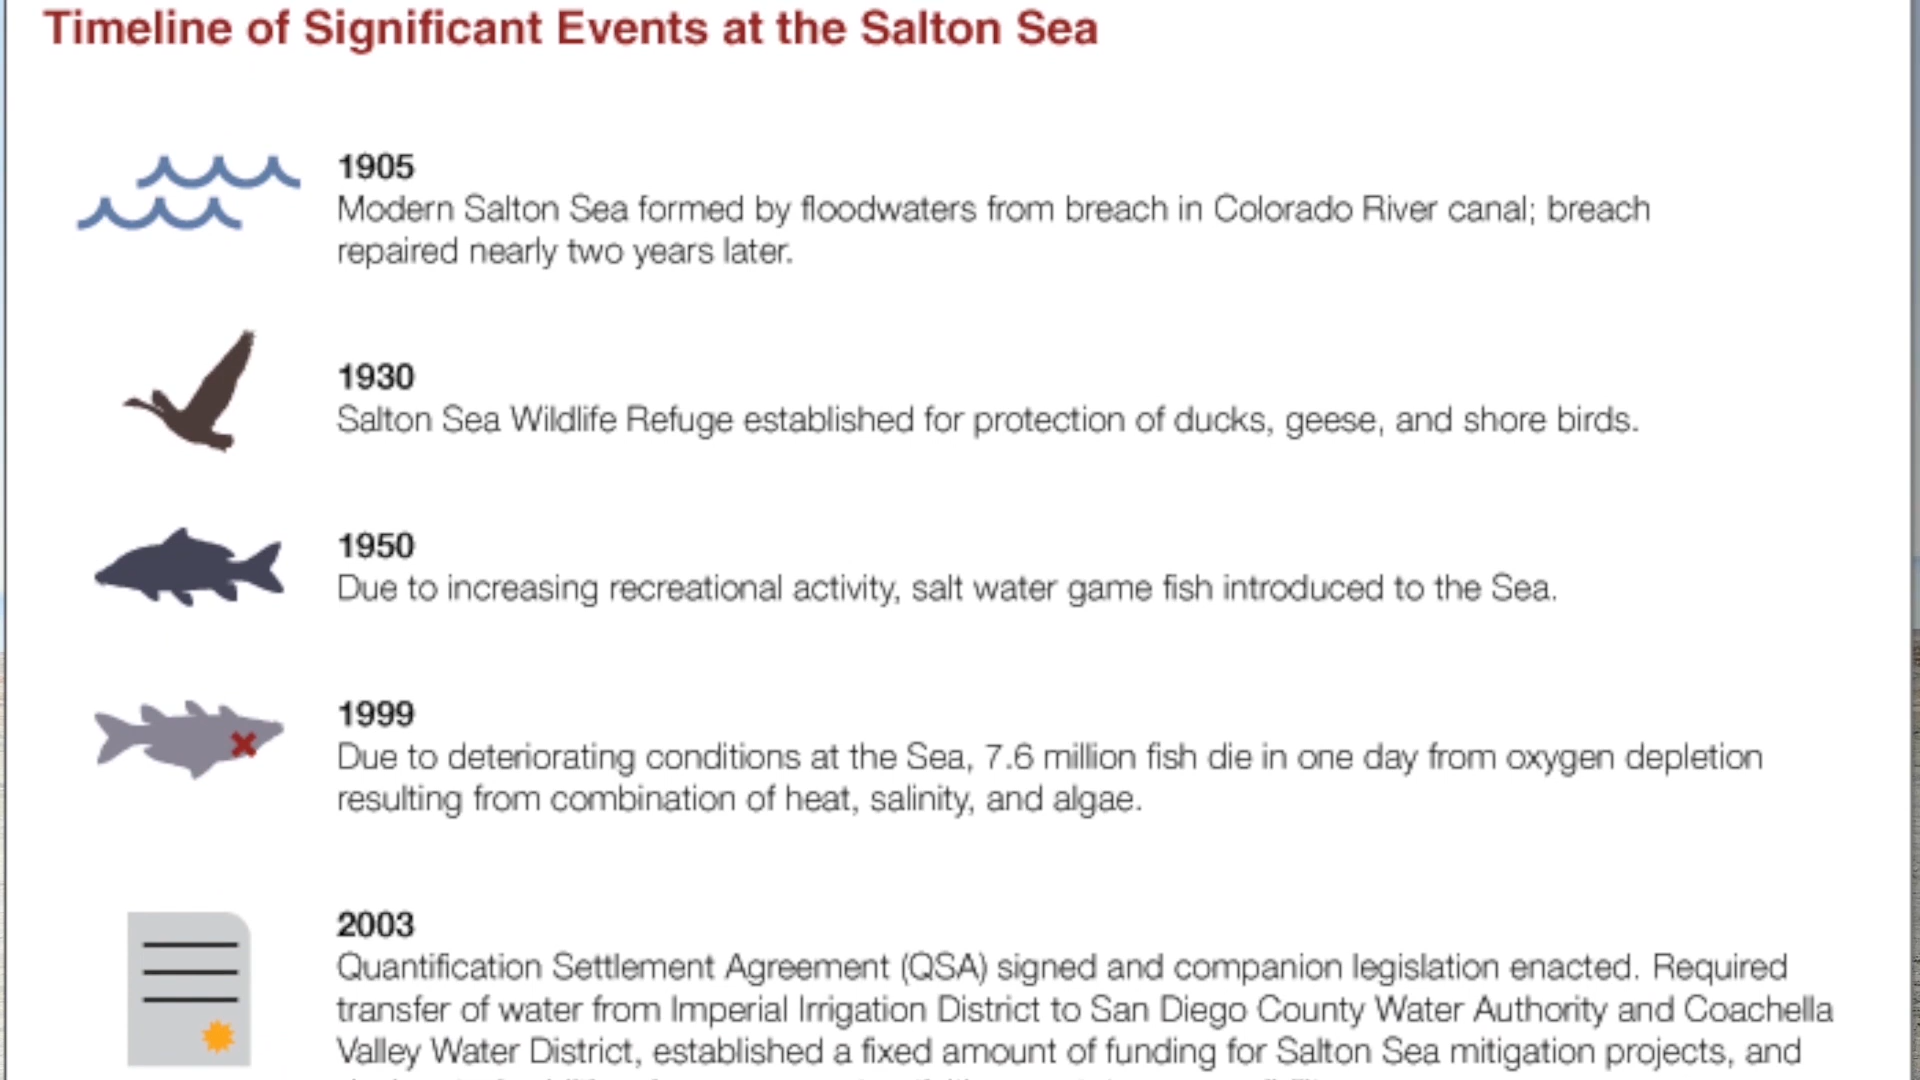 Timeline of Significant Events at the Salton Sea
1905
Modern Salton Sea formed by floodwaters from breach in Colorado River canal; breach
repaired nearly two years later.
1930
Salton Sea Wildlife Refuge established for protection of ducks, geese, and shore birds.
1950
Due to increasing recreational activity, salt water game fish introduced to the Sea.
1999
Due to deteriorating conditions at the Sea, 7.6 million fish die in one day from oxygen depletion
resulting from combination of heat, salinity, and algae.
2003
Quantification Settlement Agreement (QSA) signed and companion legislation enacted. Required
transfer of water from Imperial Irrigation District to San Diego County Water Authority and Coachella
Valley Water District, established a fixed amount of funding for Salton Sea mitigation projects, and